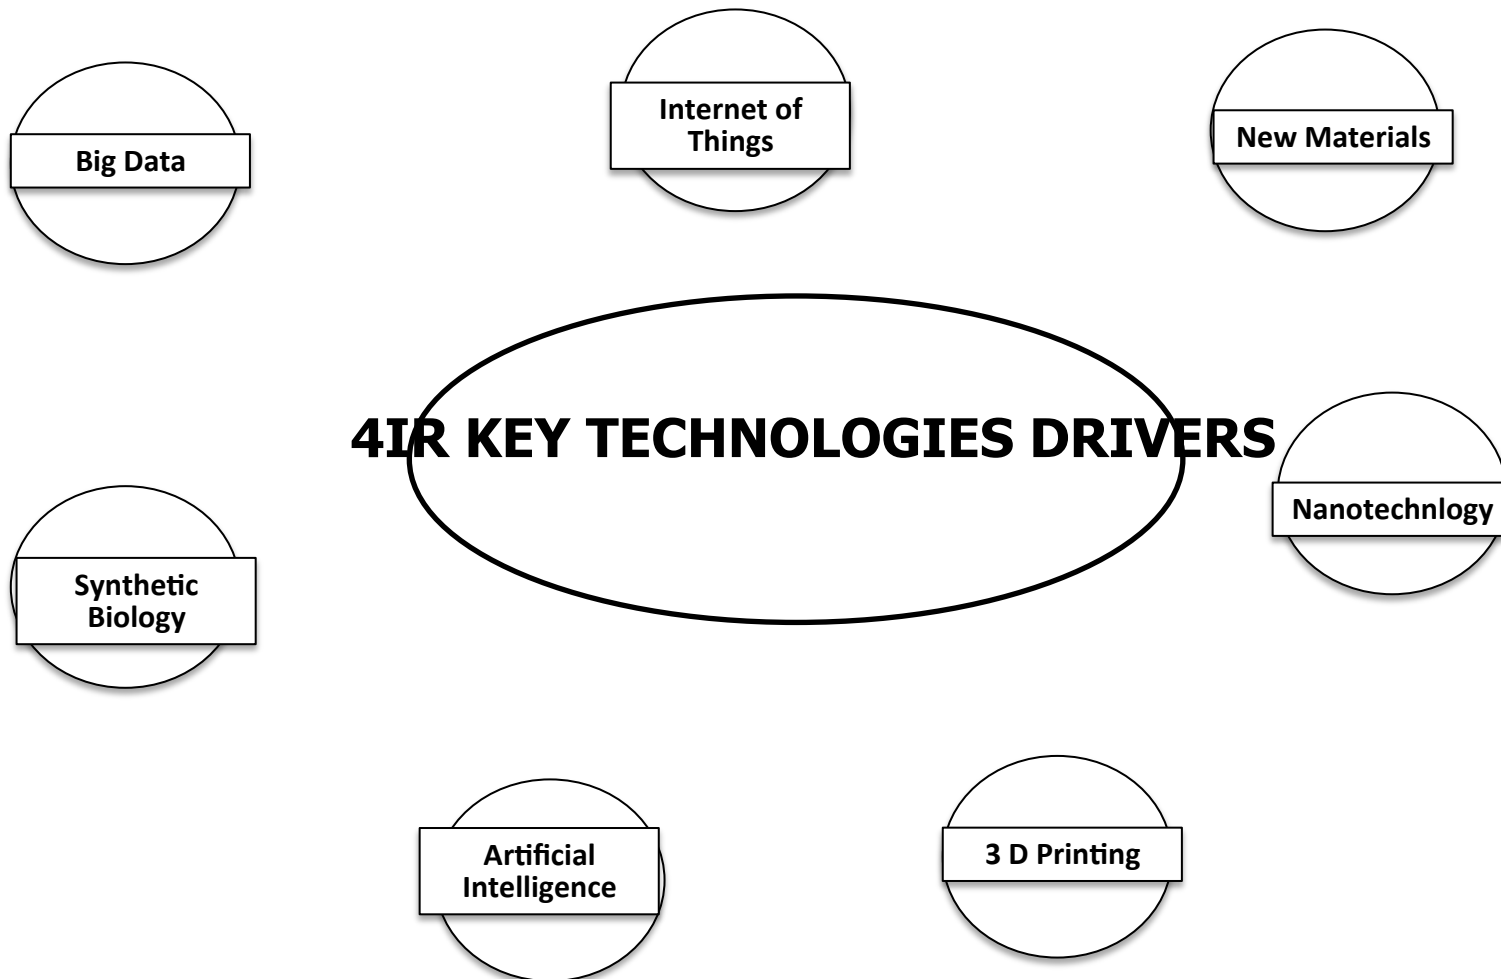 Big Data
Internet of
Things
New Materials
4IR KEY TECHNOLOGIES DRIVERS
Nanotechnlogy
Synthetic
Biology
Artificial
Intelligence
3 D Printing